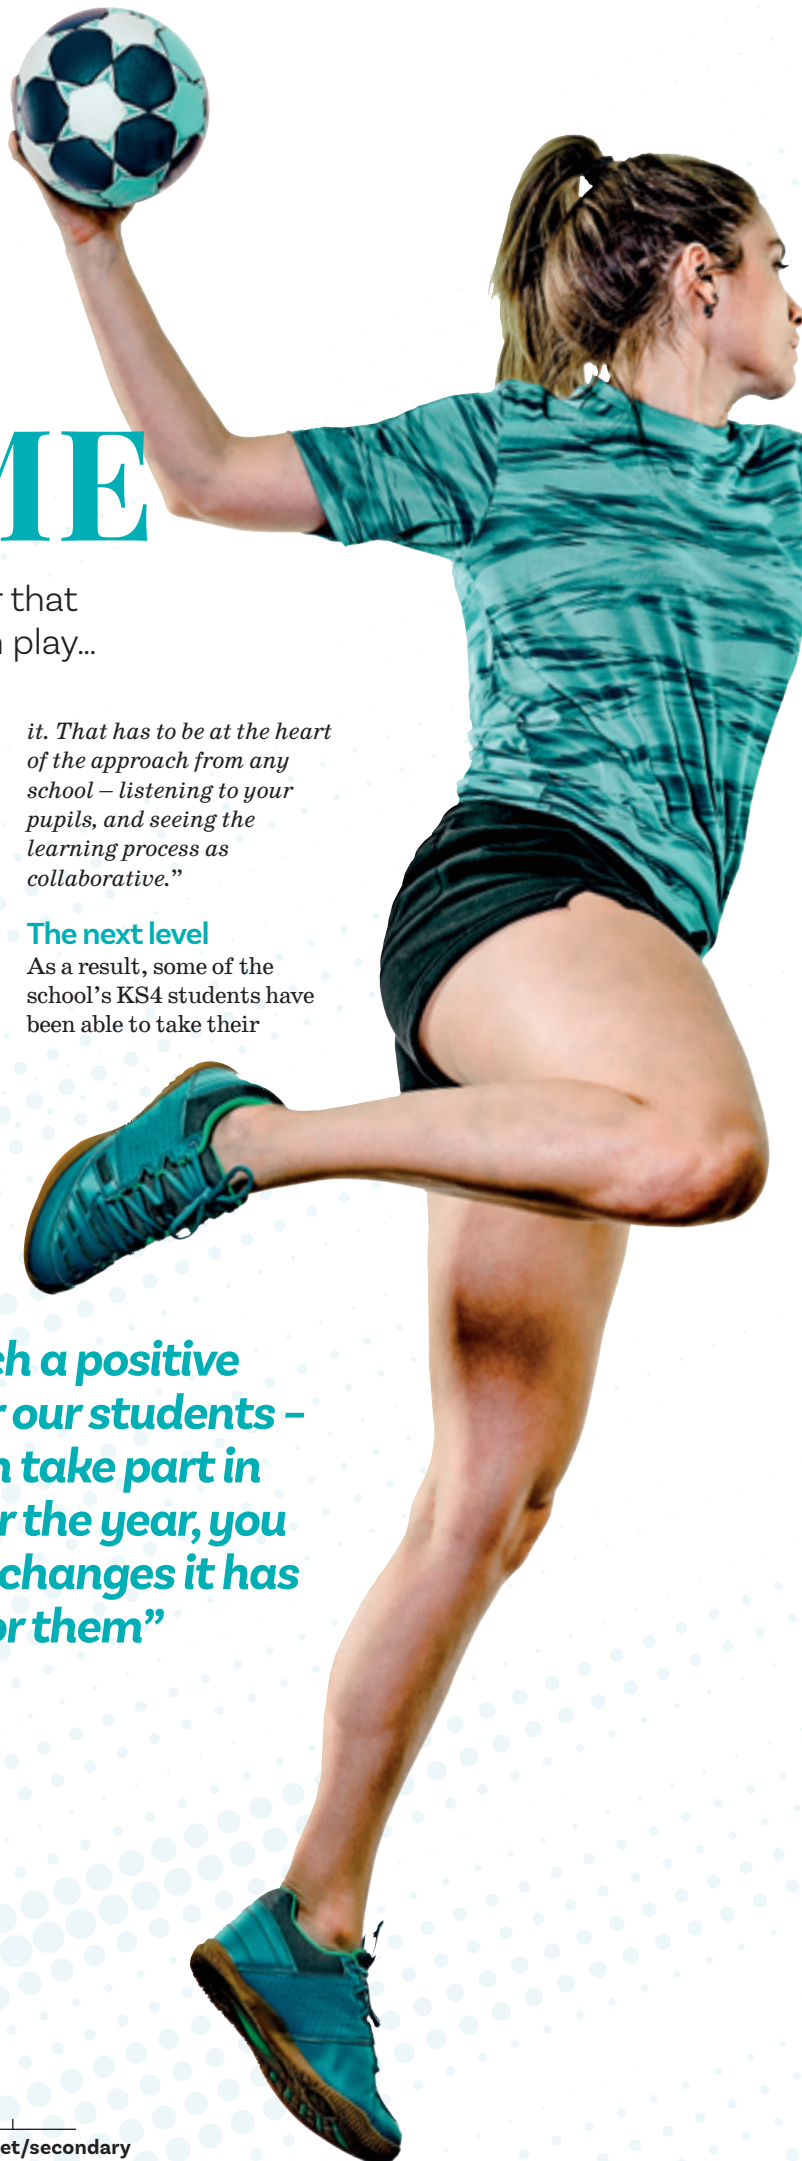 ME
that
play...
it. That has to be at the heart
of the approach from any
school – listening to your
pupils, and seeing the
learning process as
collaborative.”
The next level
As a result, some of the
school’s KS4 students have
been able to take their
a positive
our students –
take part in
the year, you
changes it has
them”
et/secondary